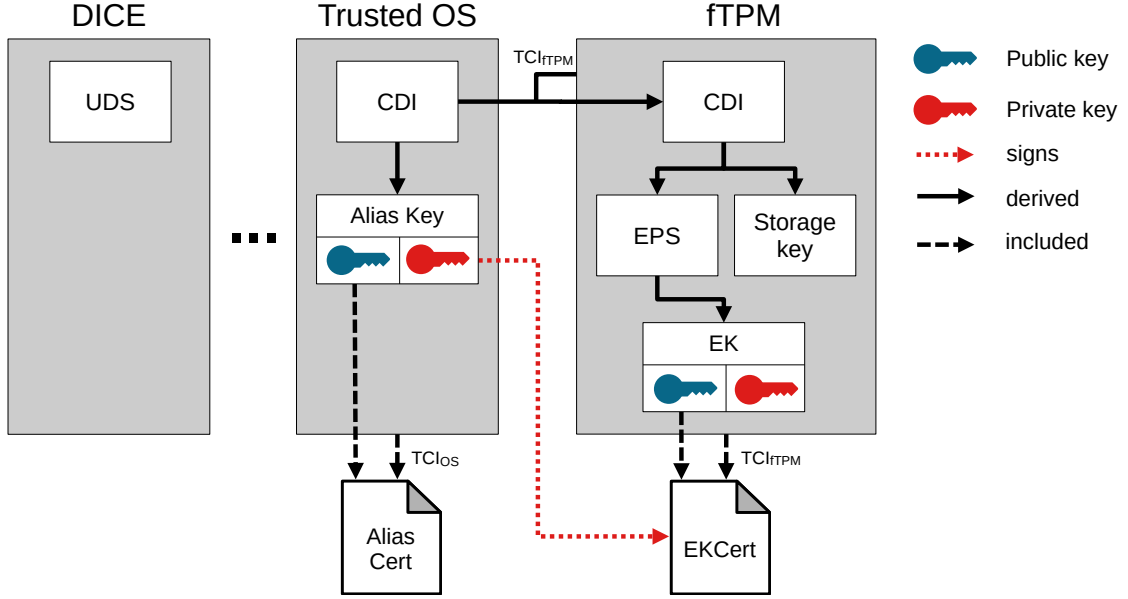 DICE
Trusted OS
fTPM
UDS
CDI
TCIfTPM
CDI
Public key
Private key
signs
derived
included
Alias Key
EPS
Storage
key
EK
TCIOS
TCIfTPM
Alias
Cert
EKCert